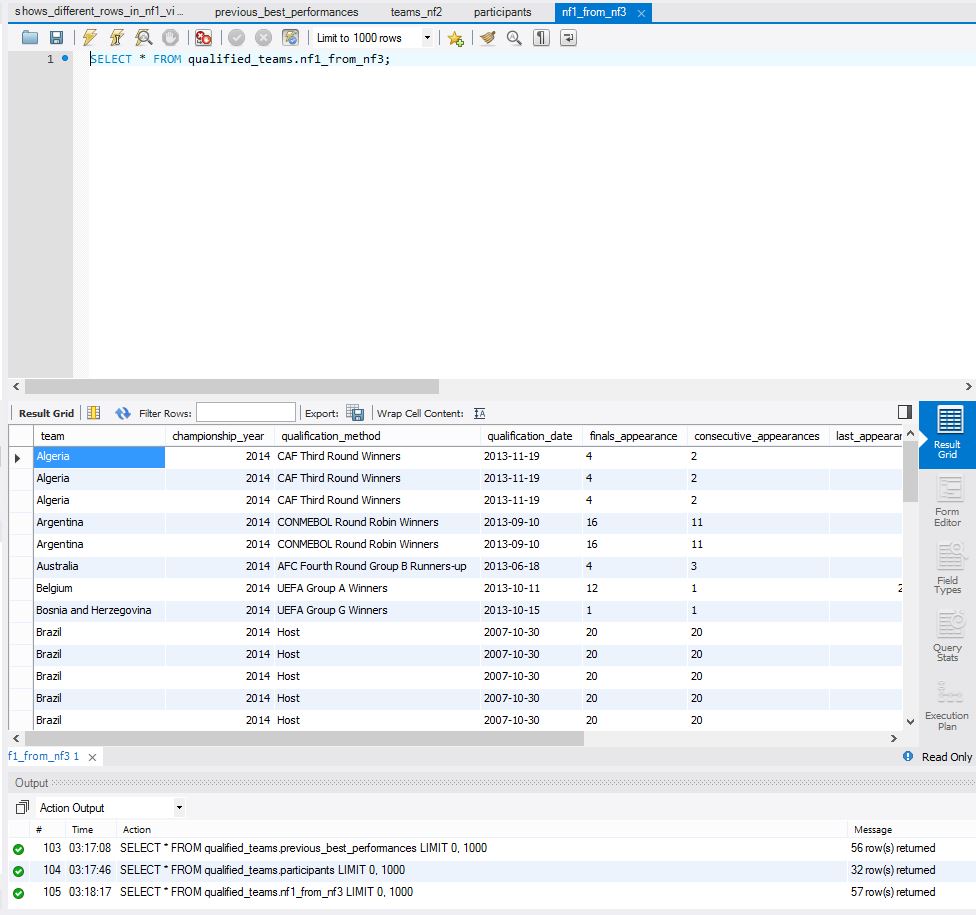 shows_different_rows_in_nf1_vi... previous_best_performances teams_nf2 participants nf1_from_nf3
Limit to 1000 rows
1 SELECT * FROM qualified_teams.nf1_from_nf3;
Result Grid Filter Rows: Export: Wrap Cell Content:
team championship_year qualification_method qualification_date finals_appearance consecutive_appearances last_appearan
Algeria 2014 CAF Third Round Winners 2013-11-19 4 2
Algeria 2014 CAF Third Round Winners 2013-11-19 4 2
Algeria 2014 CAF Third Round Winners 2013-11-19 4 2
Argentina 2014 CONMEBOL Round Robin Winners 2013-09-10 16 11
Argentina 2014 CONMEBOL Round Robin Winners 2013-09-10 16 11
Australia 2014 AFC Fourth Round Group B Runners-up 2013-06-18 4 3
Belgium 2014 UEFA Group A Winners 2013-10-11 12 1 2
Bosnia and Herzegovina 2014 UEFA Group G Winners 2013-10-15 1 1
Brazil 2014 Host 2007-10-30 20 20
Brazil 2014 Host 2007-10-30 20 20
Brazil 2014 Host 2007-10-30 20 20
Brazil 2014 Host 2007-10-30 20 20
Brazil 2014 Host 2007-10-30 20 20
Result
Grid
Form
Editor
Field
Types
Query
Stats
Execution
Plan
f1_from_nf3 1 Read Only
Output
Action Output
# Time Action Message
103 03:17:08 SELECT * FROM qualified_teams.previous_best_performances LIMIT 0, 1000 56 row(s) returned
104 03:17:46 SELECT * FROM qualified_teams.participants LIMIT 0, 1000 32 row(s) returned
105 03:18:17 SELECT * FROM qualified_teams.nf1_from_nf3 LIMIT 0, 1000 57 row(s) returned